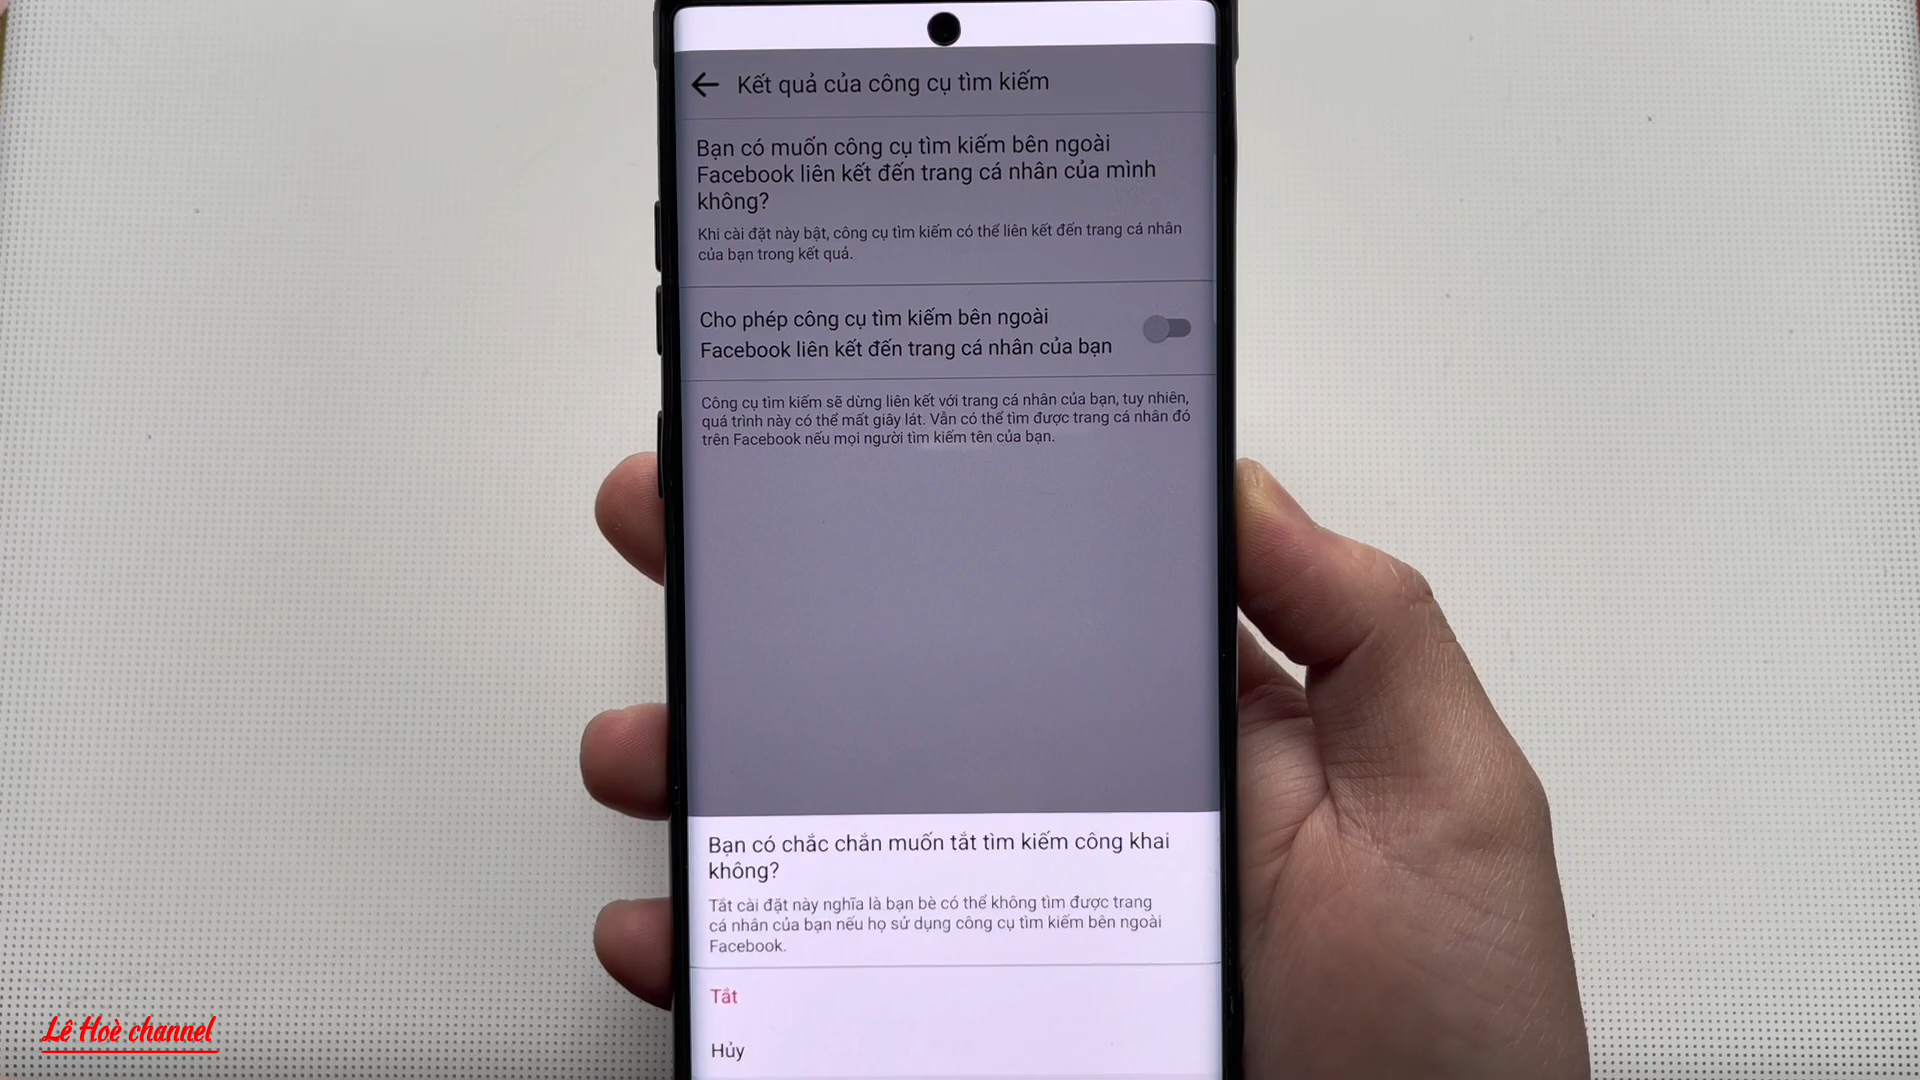 Kết quả của công cụ tìm kiếm
Bạn có muốn công cụ tìm kiếm bên ngoài
Facebook liên kết đến trang cá nhân của mình
không?
Khi cài đặt này bật, công cụ tìm kiếm có thể liên kết đến trang cá nhân
của bạn trong kết quả.
Cho phép công cụ tìm kiếm bên ngoài
Facebook liên kết đến trang cá nhân của bạn
Công cụ tìm kiếm sẽ dừng liên kết với trang cá nhân của bạn, tuy nhiên,
quá trình này có thể mất giây lát. Vẫn có thể tìm được trang cá nhân đó
trên Facebook nếu mọi người tìm kiếm tên của bạn.
Bạn có chắc chắn muốn tắt tìm kiếm công khai
không?
Tắt cài đặt này nghĩa là bạn bè có thể không tìm được trang
cá nhân của bạn nếu họ sử dụng công cụ tìm kiếm bên ngoài
Facebook.
Tắt
Hủy
Lê Hoè channel